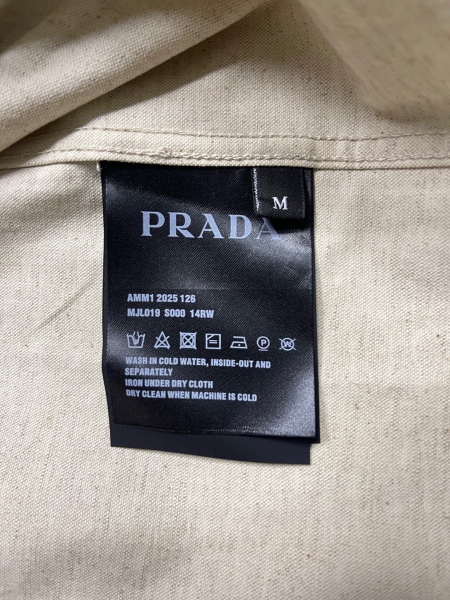 M
PRADA
AMM1 2025 126
MJL019 S000 14RW
P
W
WASH IN COLD WATER, INSIDE-OUT AND
SEPARATELY
IRON UNDER DRY CLOTH
DRY CLEAN WHEN MACHINE IS COLD